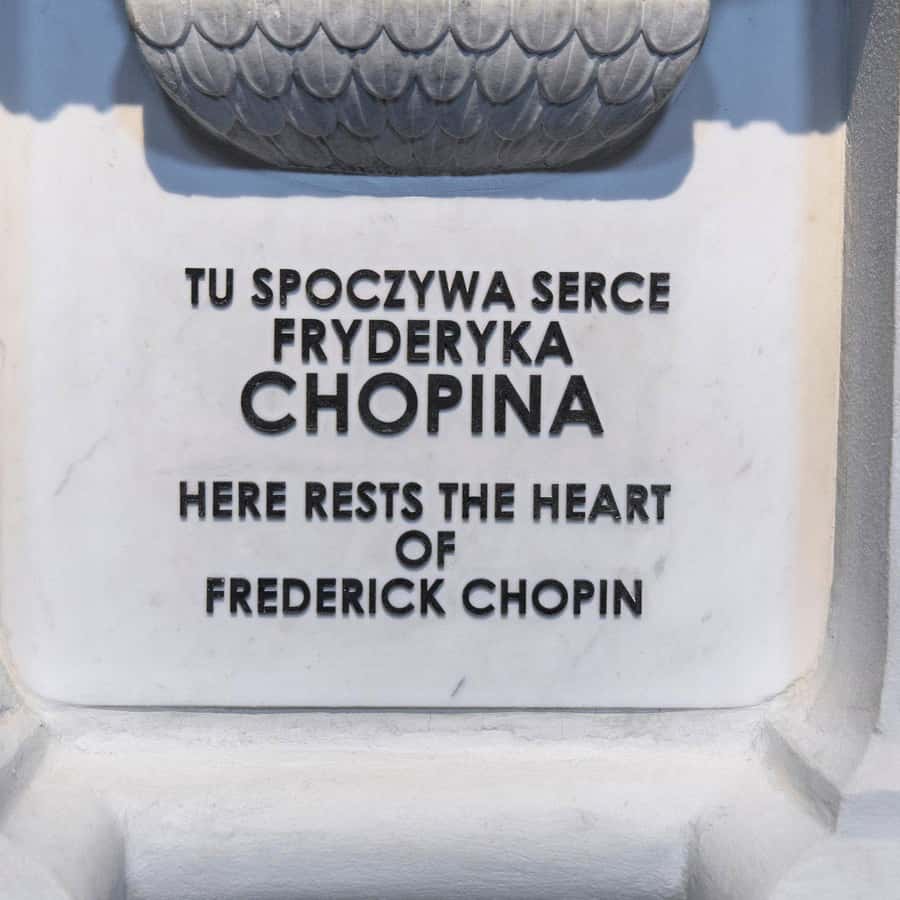 TU SPOCZYWA SERCE
FRYDERYKA
CHOPINA
HERE RESTS THE HEART
OF
FREDERICK CHOPIN